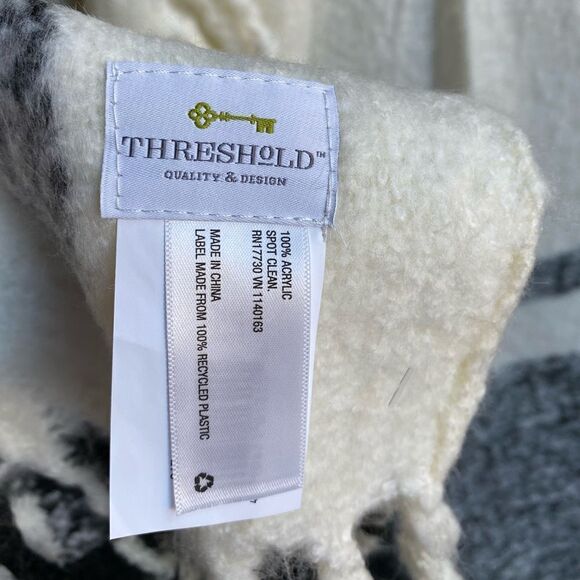 THRESHOLD™
QUALITY & DESIGN
100% ACRYLIC
SPOT CLEAN.
RN17730 VN 1140163
MADE IN CHINA
LABEL MADE FROM 100% RECYCLED PLASTIC